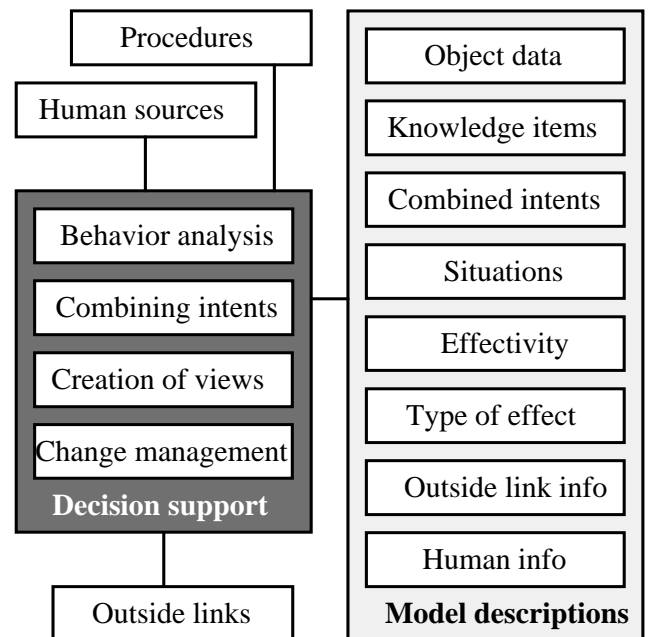 Procedures
Human sources
Behavior analysis
Combining intents
Creation of views
Change management
Decision support
Outside links
Object data
Knowledge items
Combined intents
Situations
Effectivity
Type of effect
Outside link info
Human info
Model descriptions